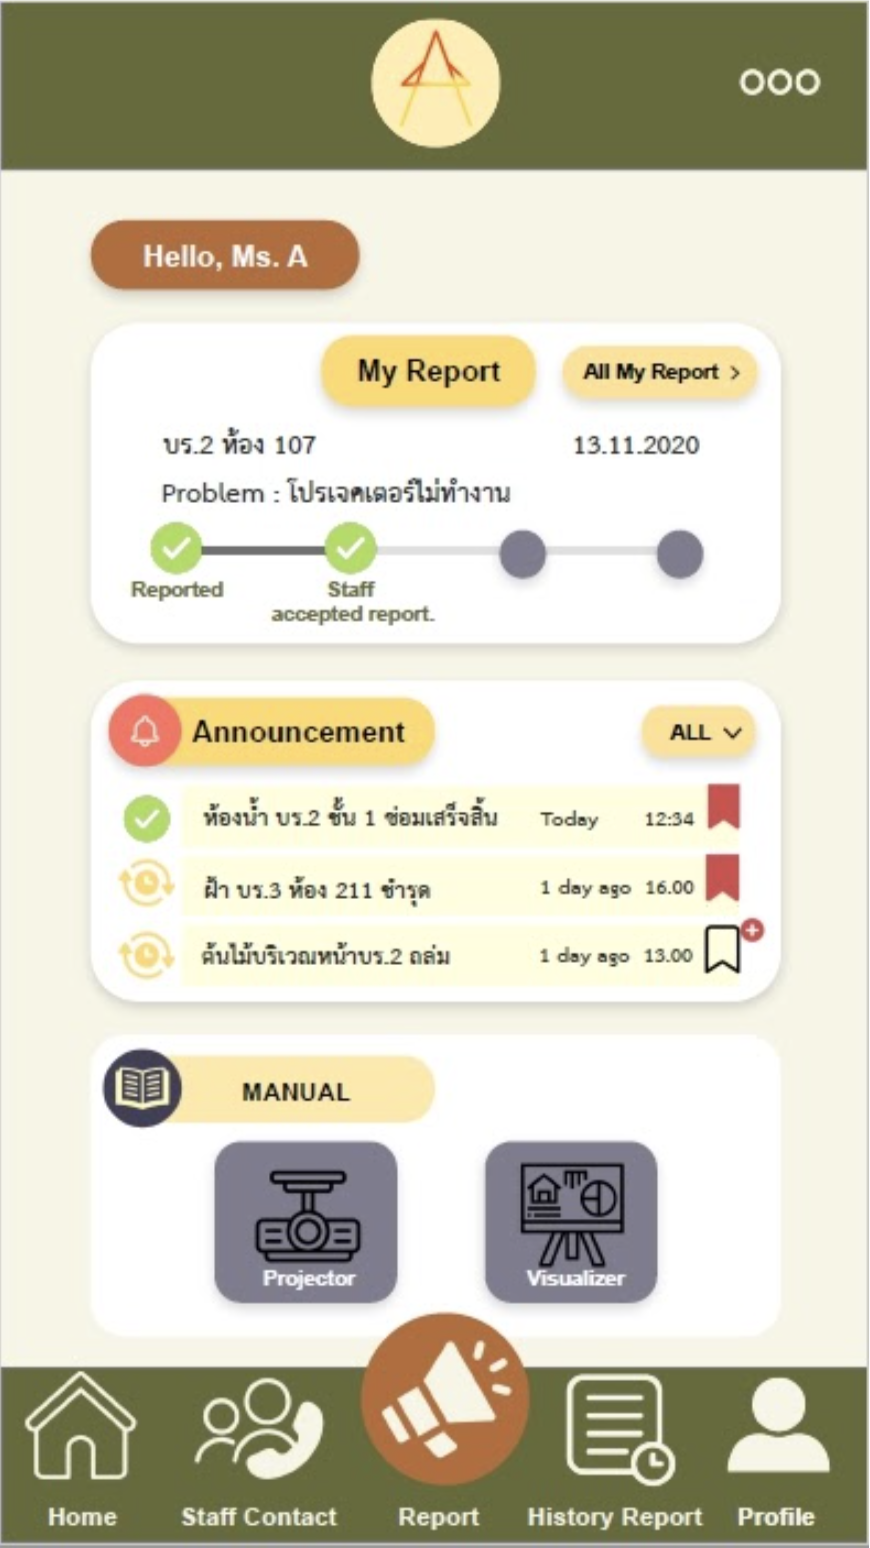 Hello, Ms. A
My Report
All My Report >
บร.2 ห้อง 107 13.11.2020
Problem : โปรเจคเตอร์ไม่ทำงาน
Reported
Staff
accepted report.
Announcement
ALL
ห้องน้ำ บร.2 ชั้น 1 ซ่อมเสร็จสิ้น Today 12:34
ฝ้า บร.3 ห้อง 211 ชำรุด 1 day ago 16.00
ต้นไม้บริเวณหน้าบร.2 ถล่ม 1 day ago 13.00
MANUAL
Projector
Visualizer
Home
Staff Contact
Report
History Report
Profile